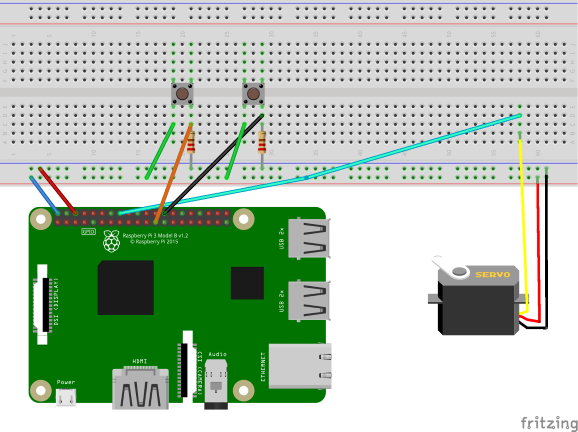 GPIO
Raspberry Pi 3 Model B v1.2
© Raspberry Pi 2015
USB 2x
DSI (DISPLAY)
SERVO
USB 2x
HDMI
CSI (CAMERA)
Audio
ETHERNET
Power
fritzing